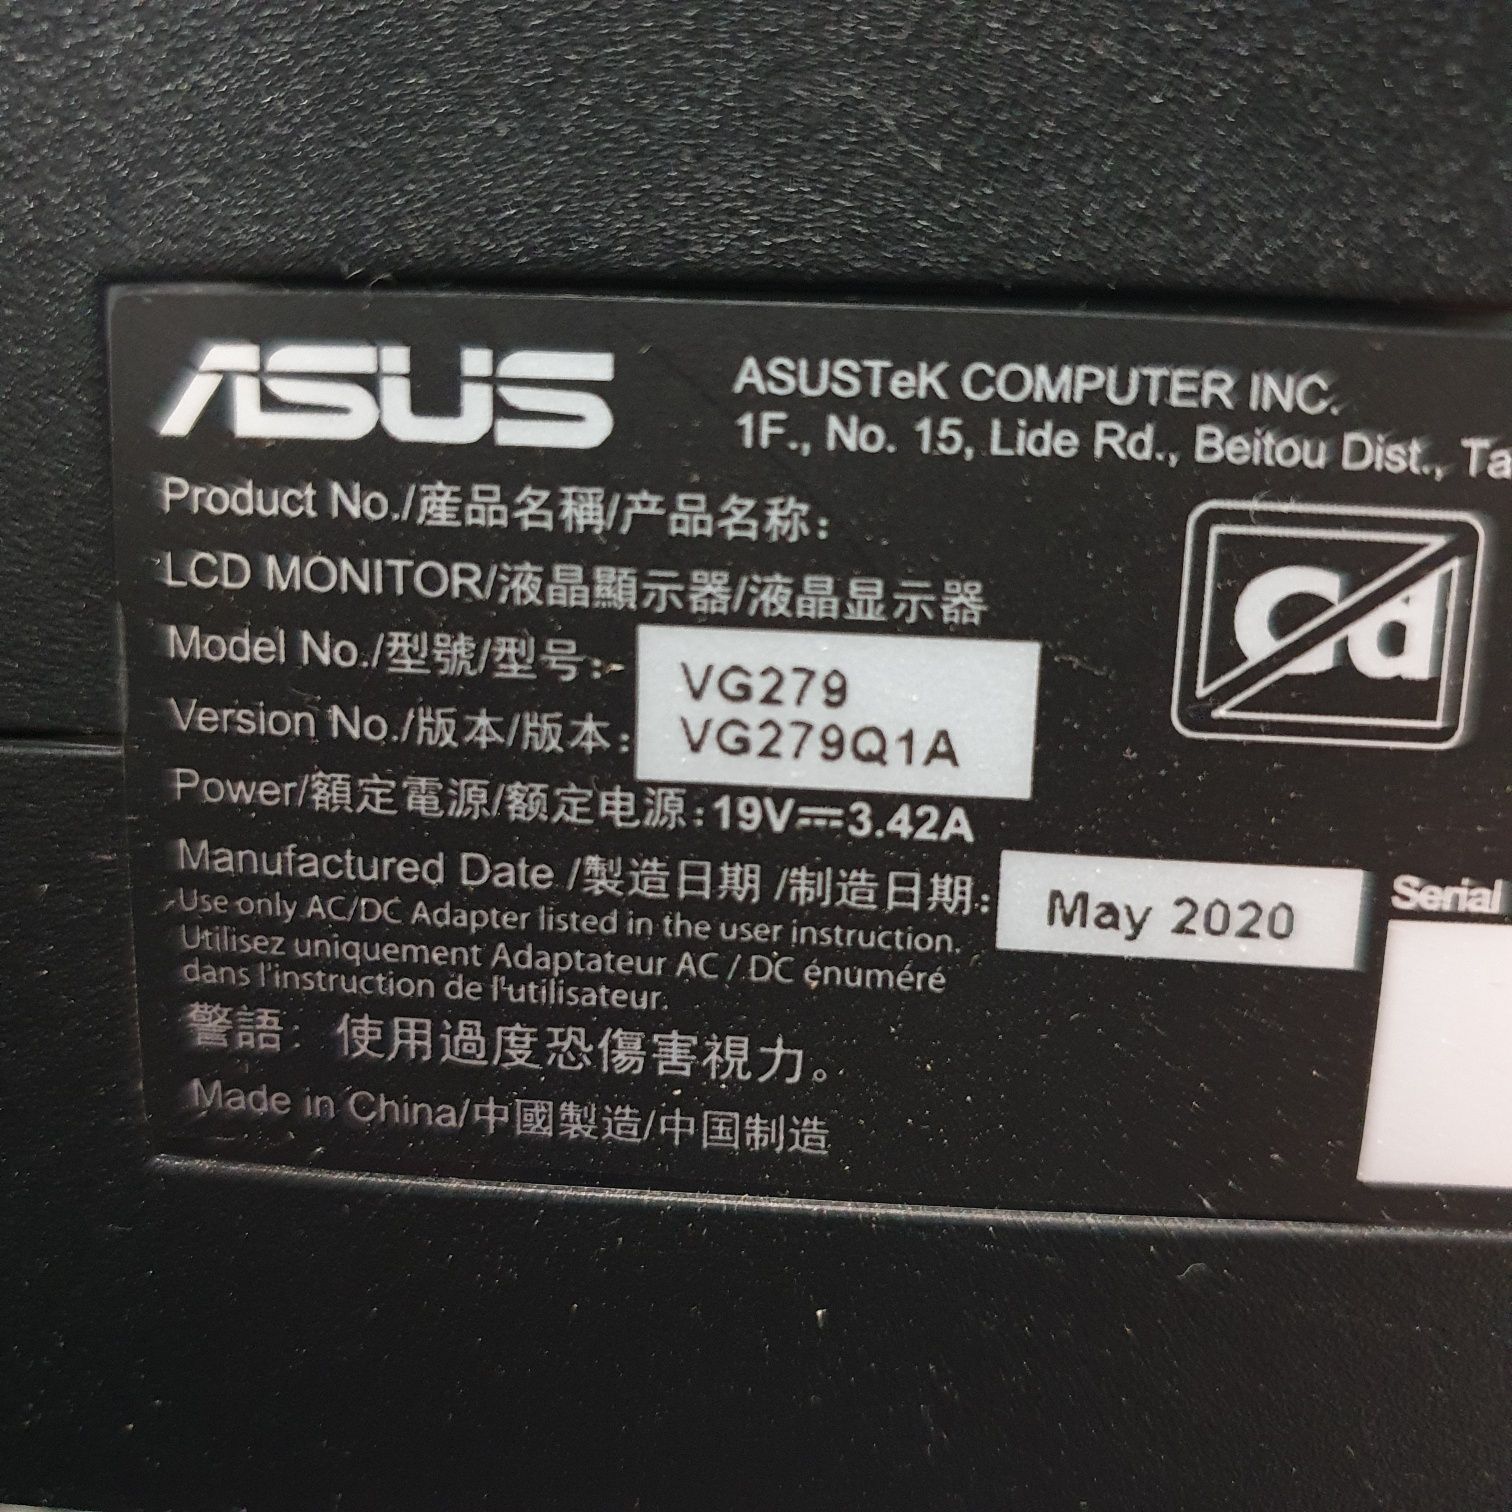 ASUS
ASUSTeK COMPUTER INC.
1F., No. 15, Lide Rd., Beitou Dist.,
Product No./產品名稱/产品名称:
LCD MONITOR/液晶顯示器/液晶显示器
Cd
Model No./型號/型号: VG279
Version No./版本/版本: VG279Q1A
Power/額定電源/额定电源: 19V⎓3.42A
Manufactured Date /製造日期 /制造日期: May 2020
Serial
Use only AC/DC Adapter listed in the user instruction.
Utilisez uniquement Adaptateur AC / DC énuméré
dans l'instruction de l'utilisateur.
警語: 使用過度恐傷害視力。
Made in China/中國製造/中国制造